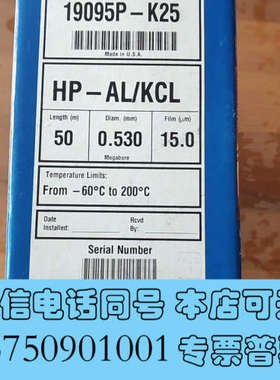 19095P-K25
Made in U.S.A.
HP-AL/KCL
Length (m) Diam. (mm) Film (μm)
50 0.530 15.0
Megabore
Temperature Limits:
From -60°C to 200°C
Date Installed: Rcvd By:
Serial Number
信电话同号 本店可
3750901001 专票普票